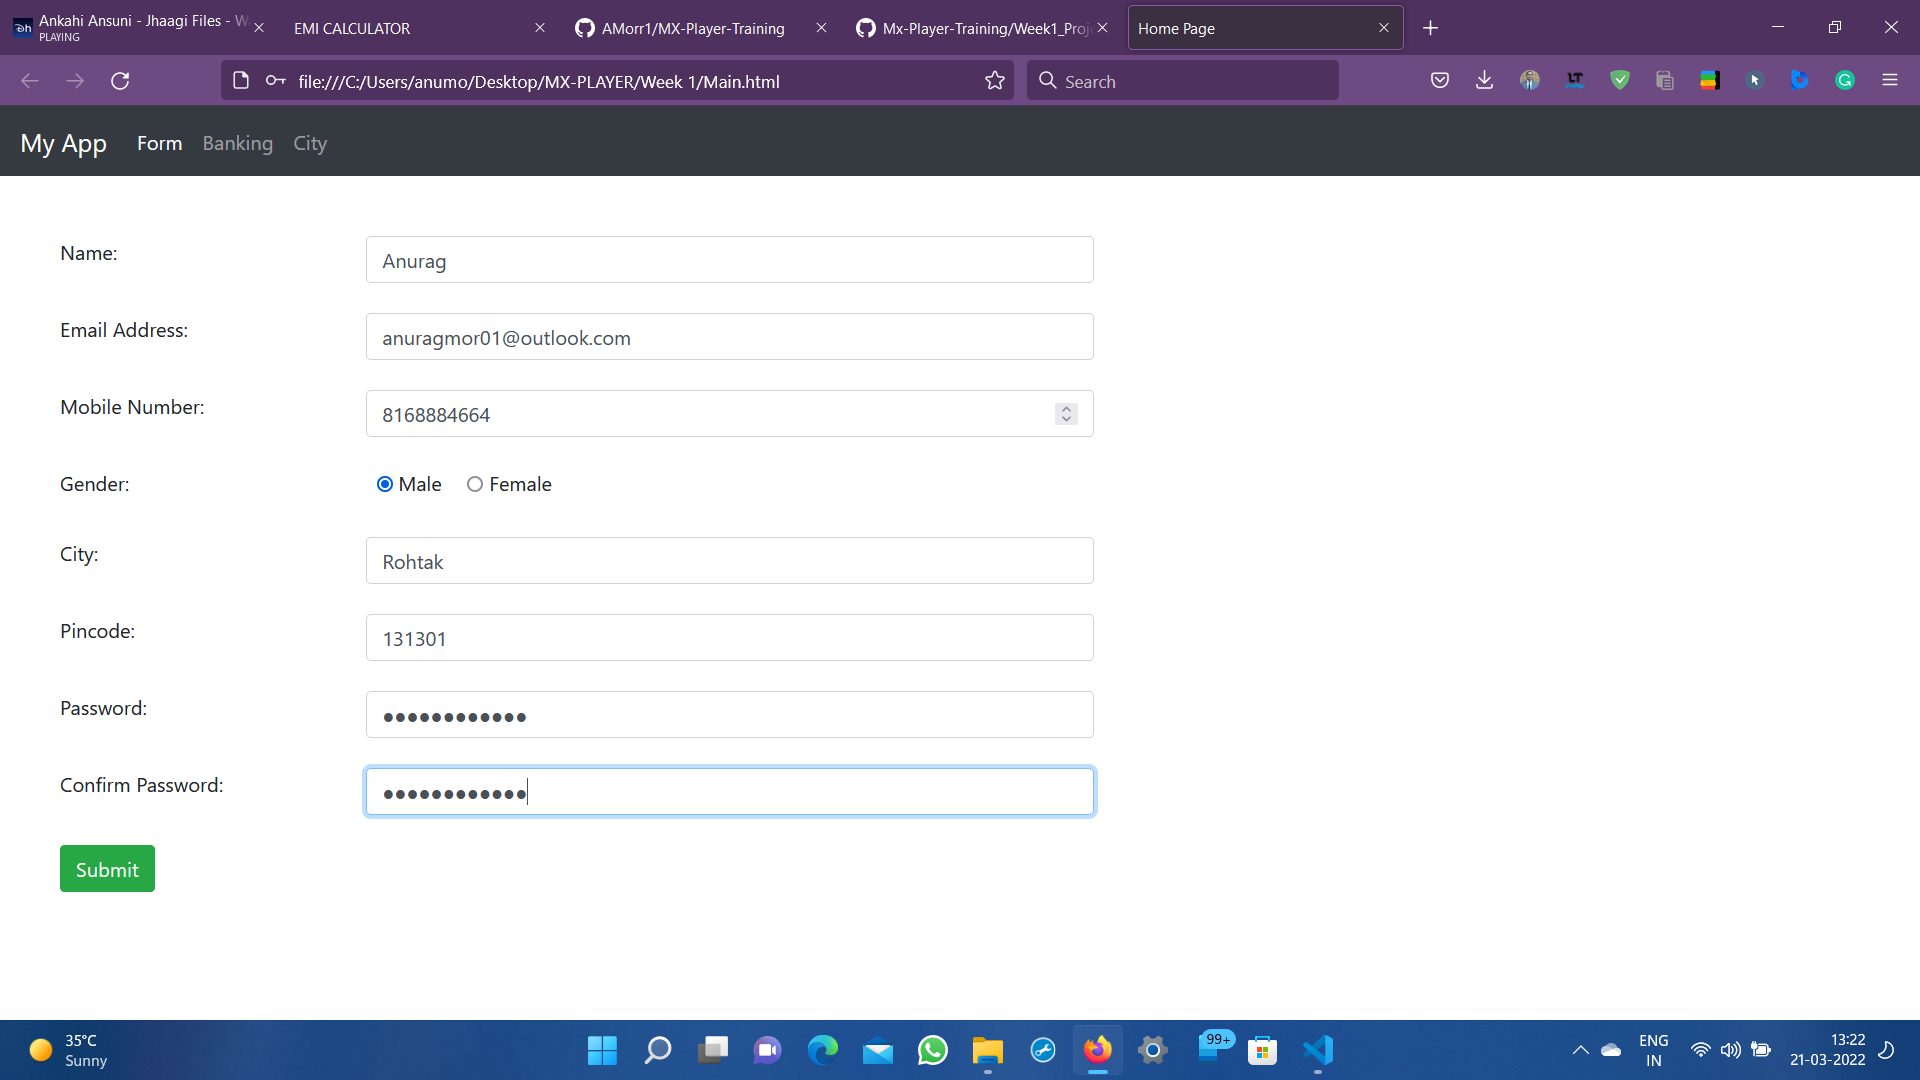 Ankahi Ansuni - Jhaagi Files - W
PLAYING
EMI CALCULATOR
AMorr1/MX-Player-Training
Mx-Player-Training/Week1_Proj
Home Page
file:///C:/Users/anumo/Desktop/MX-PLAYER/Week 1/Main.html
Search
My App
Form
Banking
City
Name:
Anurag
Email Address:
anuragmor01@outlook.com
Mobile Number:
8168884664
Gender:
Male
Female
City:
Rohtak
Pincode:
131301
Password:
●●●●●●●●●●●●
Confirm Password:
●●●●●●●●●●●●
Submit
35°C
Sunny
99+
ENG
IN
13:22
21-03-2022